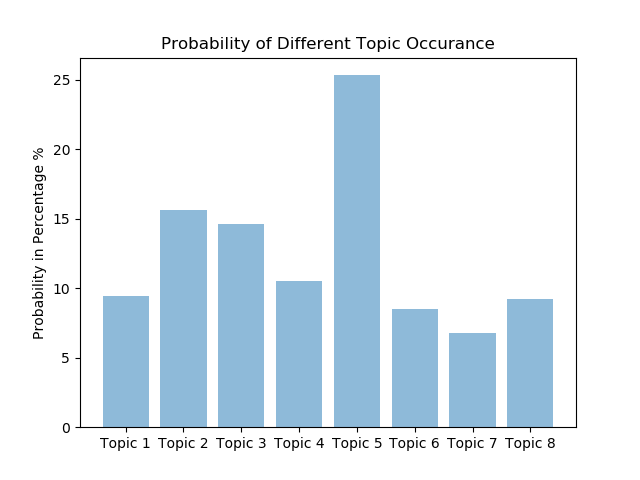 Probability of Different Topic Occurance
Probability in Percentage %
25
20
15
10
5
0
Topic 1 Topic 2 Topic 3 Topic 4 Topic 5 Topic 6 Topic 7 Topic 8